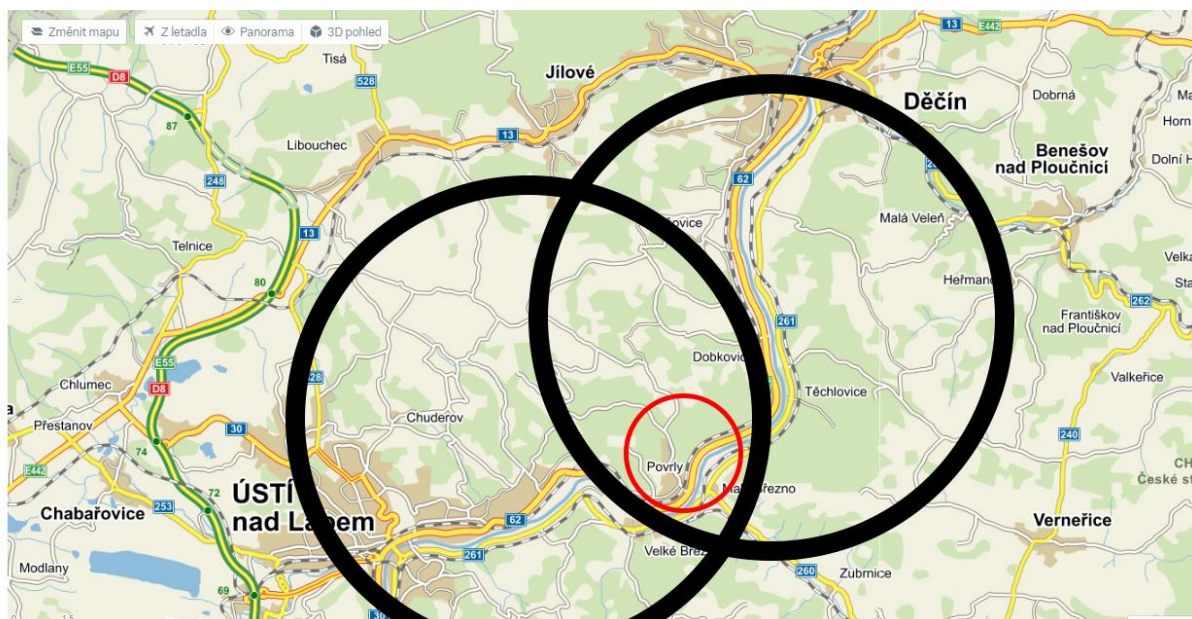 Změnit mapu
Z letadla
Panorama
3D pohled
Tisá
13
E442
E55
D8
528
Jílové
Děčín
Dobrná
87
Libouchec
13
Benešov
nad Ploučnicí
248
62
Malá Veleň
13
Telnice
80
Heřman
262
Františkov
nad Ploučnicí
261
E55
D8
Chlumec
Dobkovic
Valkeřice
Těchlovice
Přestanov
30
Chuderov
74
240
E442
Povrly
72
ÚSTÍ
nad Labem
253
Chabařovice
62
Verneřice
Velké Březno
261
Modlany
260
Zubrnice
69